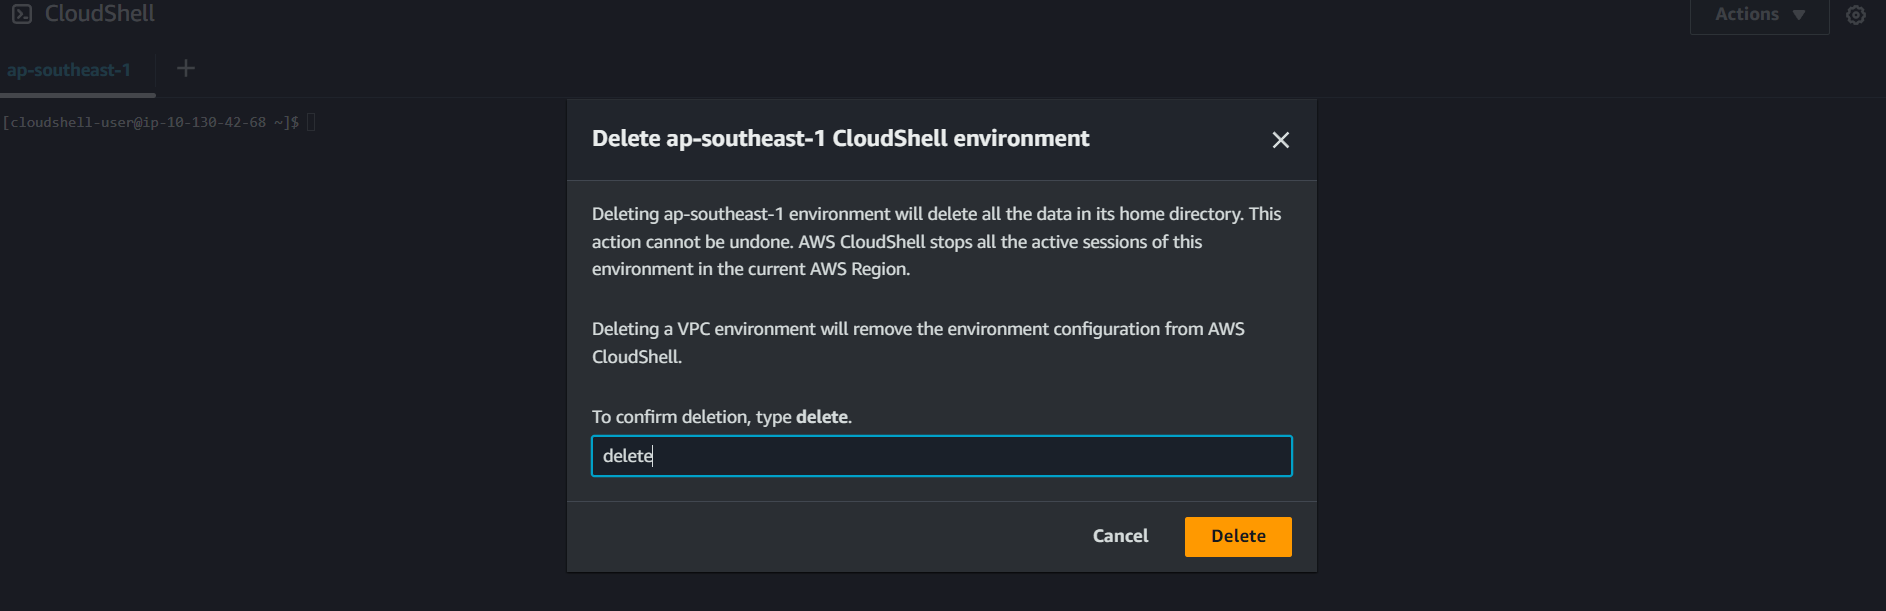 CloudShell
Actions
ap-southeast-1
[cloudshell-user@ip-10-130-42-68 ~]$
Delete ap-southeast-1 CloudShell environment
Deleting ap-southeast-1 environment will delete all the data in its home directory. This
action cannot be undone. AWS CloudShell stops all the active sessions of this
environment in the current AWS Region.
Deleting a VPC environment will remove the environment configuration from AWS
CloudShell.
To confirm deletion, type delete.
delete
Cancel
Delete